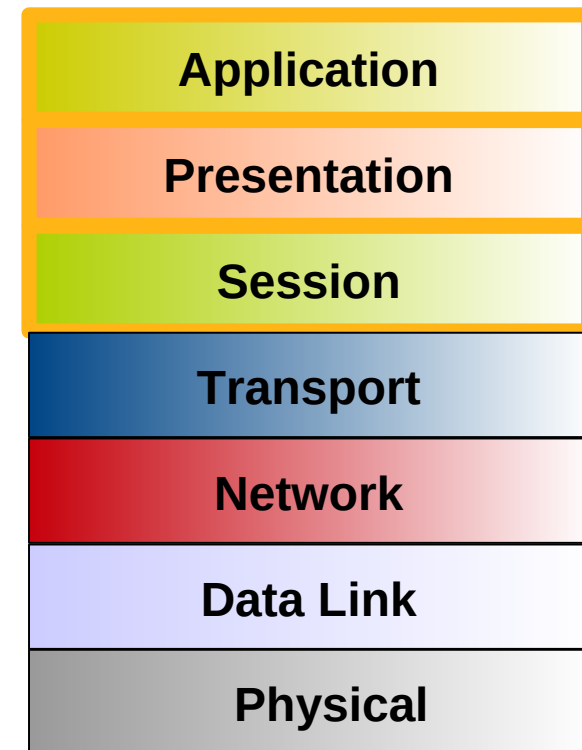 Application
Presentation
Session
Transport
Network
Data Link
Physical